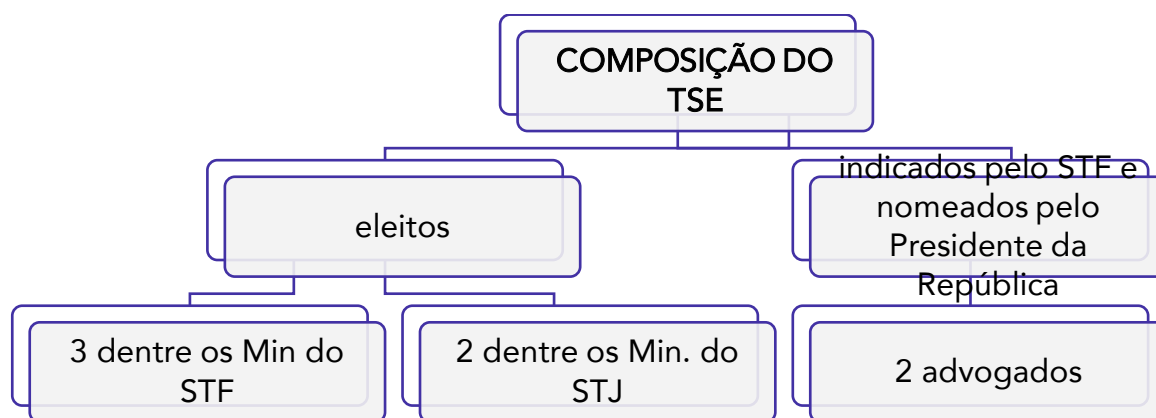 COMPOSIÇÃO DO
TSE
eleitos
indicados pelo STF e
nomeados pelo
Presidente da
República
3 dentre os Min do
STF
2 dentre os Min. do
STJ
2 advogados